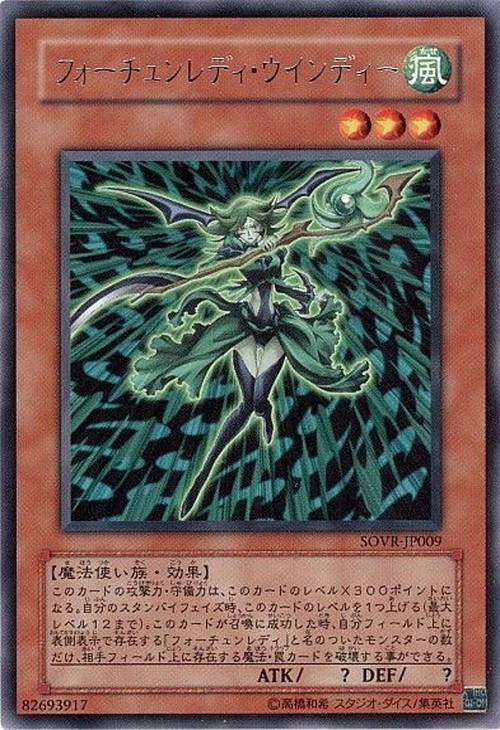 フォーチュンレディ・ウインディー
風
SOVR-JP009
【魔法使い族・効果】
このカードの攻撃力・守備力は、このカードのレベル×300ポイントに
なる。自分のスタンバイフェイズ時、このカードのレベルを1つ上げる(最大
レベル12まで)。このカードが召喚に成功した時、自分フィールド上に
表側表示で存在する「フォーチュンレディ」と名のついたモンスターの数
だけ、相手フィールド上に存在する魔法・罠カードを破壊する事ができる。
ATK/ ? DEF/ ?
82693917
©高橋和希 スタジオ・ダイス/集英社